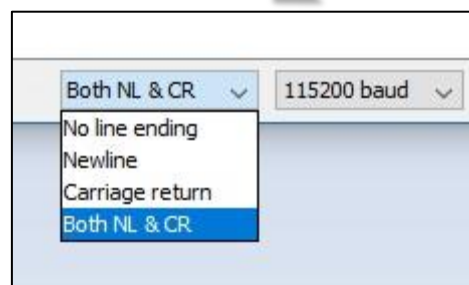 Both NL & CR 115200 baud
No line ending
Newline
Carriage return
Both NL & CR